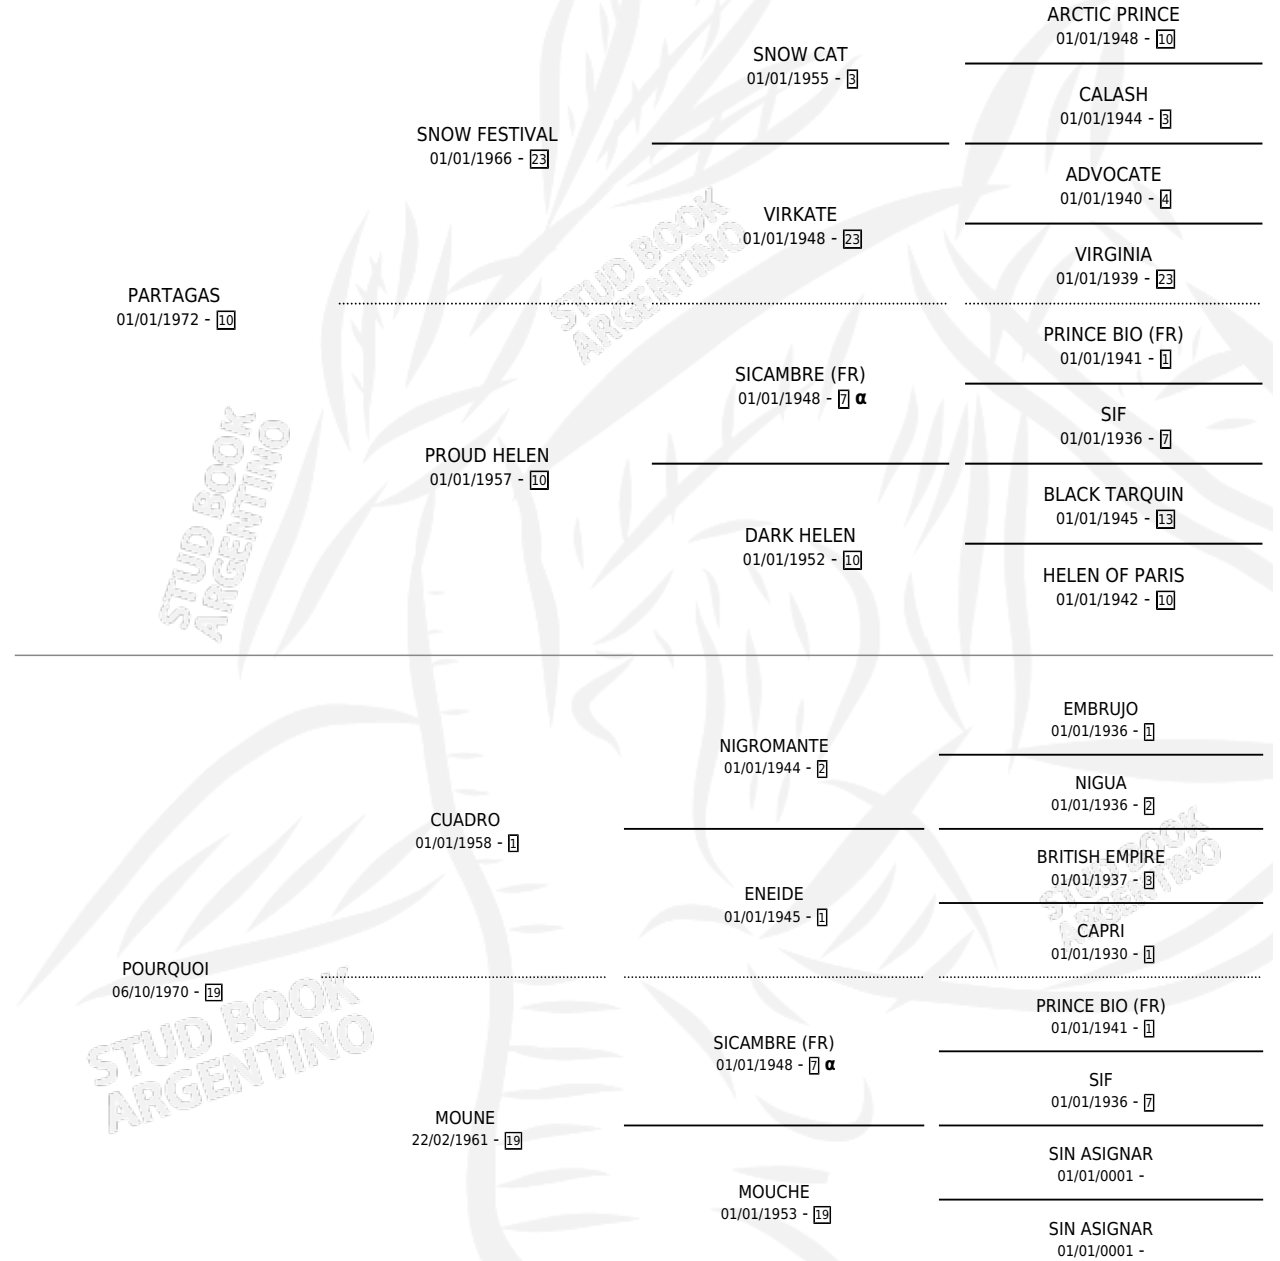 ARCTIC PRINCE
01/01/1948 - 10
SNOW CAT
01/01/1955 - 3
CALASH
01/01/1944 - 3
SNOW FESTIVAL
01/01/1966 - 23
ADVOCATE
01/01/1940 - 4
VIRKATE
01/01/1948 - 23
VIRGINIA
01/01/1939 - 23
STUD BOOK
ARGENTINO
PARTAGAS
01/01/1972 - 10
PRINCE BIO (FR)
01/01/1941 - 1
SICAMBRE (FR)
01/01/1948 - 7 α
SIF
01/01/1936 - 7
PROUD HELEN
01/01/1957 - 10
BLACK TARQUIN
01/01/1945 - 13
DARK HELEN
01/01/1952 - 10
HELEN OF PARIS
01/01/1942 - 10
STUD BOOK
ARGENTINO
EMBRUJO
01/01/1936 - 1
NIGROMANTE
01/01/1944 - 2
NIGUA
01/01/1936 - 2
CUADRO
01/01/1958 - 1
BRITISH EMPIRE
01/01/1937 - 3
ENEIDE
01/01/1945 - 1
CAPRI
01/01/1930 - 1
STUD BOOK
ARGENTINO
POURQUOI
06/10/1970 - 19
PRINCE BIO (FR)
01/01/1941 - 1
SICAMBRE (FR)
01/01/1948 - 7 α
SIF
01/01/1936 - 7
STUD BOOK
ARGENTINO
MOUNE
22/02/1961 - 19
SIN ASIGNAR
01/01/0001 -
MOUCHE
01/01/1953 - 19
SIN ASIGNAR
01/01/0001 -